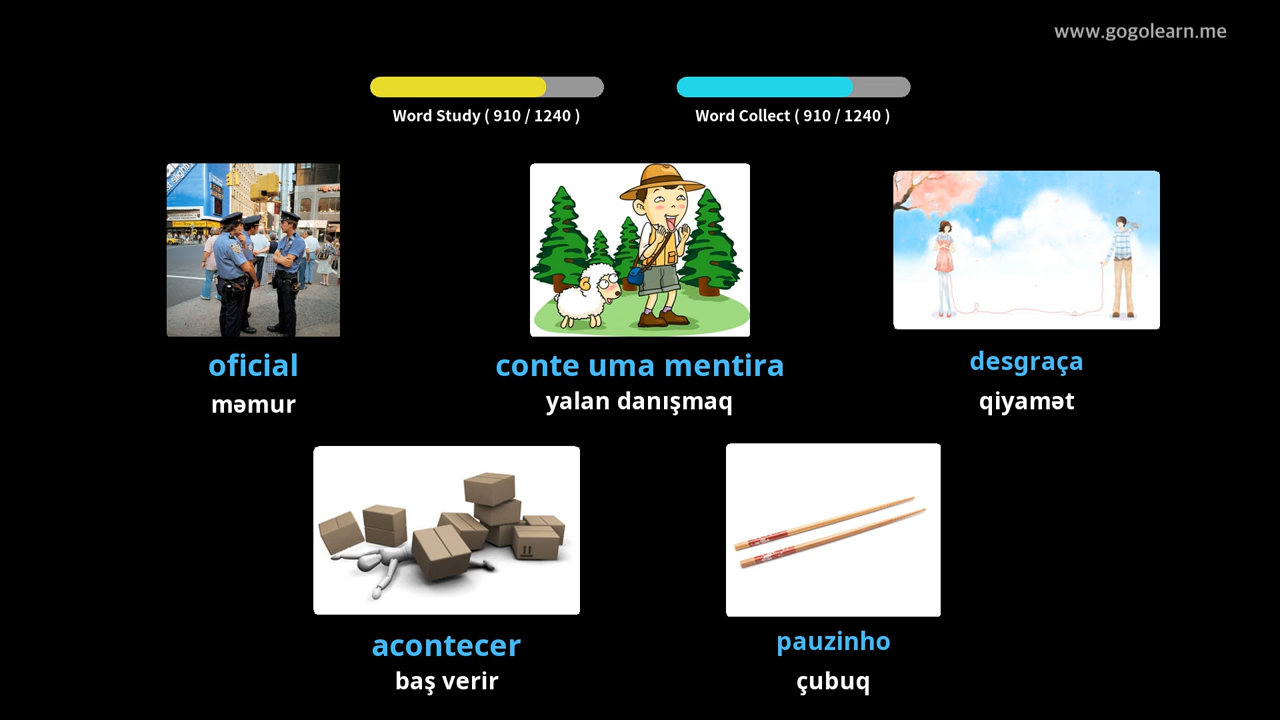 www.gogolearn.me
Word Study ( 910 / 1240 )
Word Collect ( 910 / 1240 )
oficial
məmur
conte uma mentira
yalan danışmaq
desgraça
qiyamət
acontecer
baş verir
pauzinho
çubuq